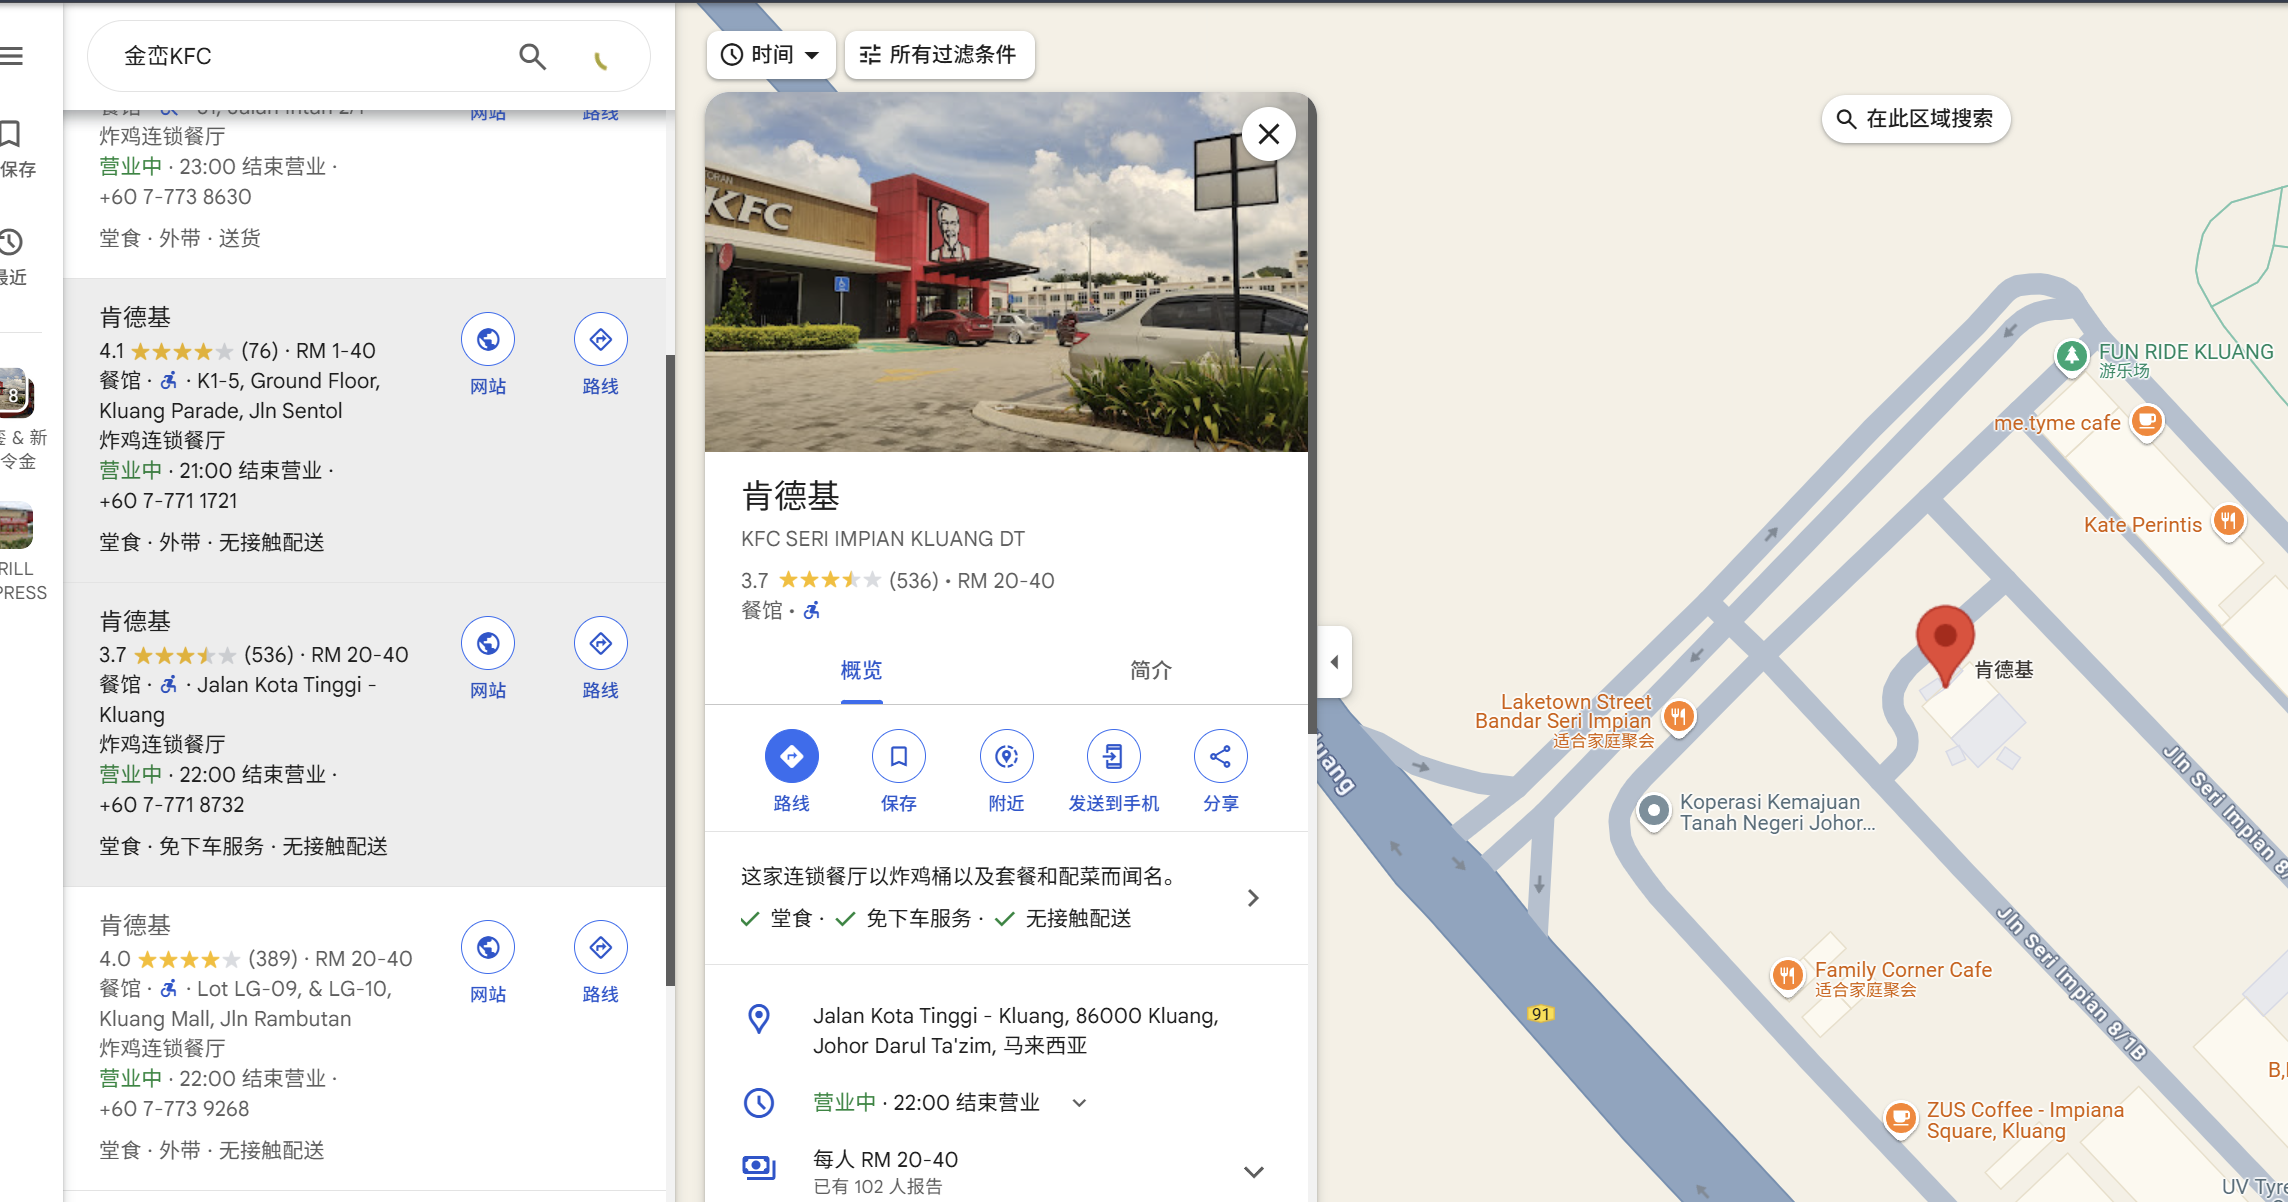 金峦KFC
时间
所有过滤条件
在此区域搜索
保存
最近
8
& 新
令金
RILL
PRESS
网站
路线
炸鸡连锁餐厅
营业中 · 23:00 结束营业 ·
+60 7-773 8630
堂食 · 外带 · 送货
肯德基
4.1 (76) · RM 1-40
餐馆 · · K1-5, Ground Floor,
Kluang Parade, Jln Sentol
炸鸡连锁餐厅
营业中 · 21:00 结束营业 ·
+60 7-771 1721
堂食 · 外带 · 无接触配送
网站
路线
肯德基
3.7 (536) · RM 20-40
餐馆 · · Jalan Kota Tinggi -
Kluang
炸鸡连锁餐厅
营业中 · 22:00 结束营业 ·
+60 7-771 8732
堂食 · 免下车服务 · 无接触配送
网站
路线
肯德基
4.0 (389) · RM 20-40
餐馆 · · Lot LG-09, & LG-10,
Kluang Mall, Jln Rambutan
炸鸡连锁餐厅
营业中 · 22:00 结束营业 ·
+60 7-773 9268
堂食 · 外带 · 无接触配送
网站
路线
KFC
肯德基
KFC SERI IMPIAN KLUANG DT
3.7 (536) • RM 20-40
餐馆 ·
概览
简介
路线
保存
附近
发送到手机
分享
这家连锁餐厅以炸鸡桶以及套餐和配菜而闻名。
堂食 · 免下车服务 · 无接触配送
Jalan Kota Tinggi - Kluang, 86000 Kluang,
Johor Darul Ta'zim, 马来西亚
营业中 · 22:00 结束营业
每人 RM 20-40
已有 102 人报告
FUN RIDE KLUANG
游乐场
me.tyme cafe
Kate Perintis
肯德基
Laketown Street
Bandar Seri Impian
适合家庭聚会
Koperasi Kemajuan
Tanah Negeri Johor...
Jln Seri Impian 8/
Jln Seri Impian 8/1B
Family Corner Cafe
适合家庭聚会
91
ZUS Coffee - Impiana
Square, Kluang
UV Tyre